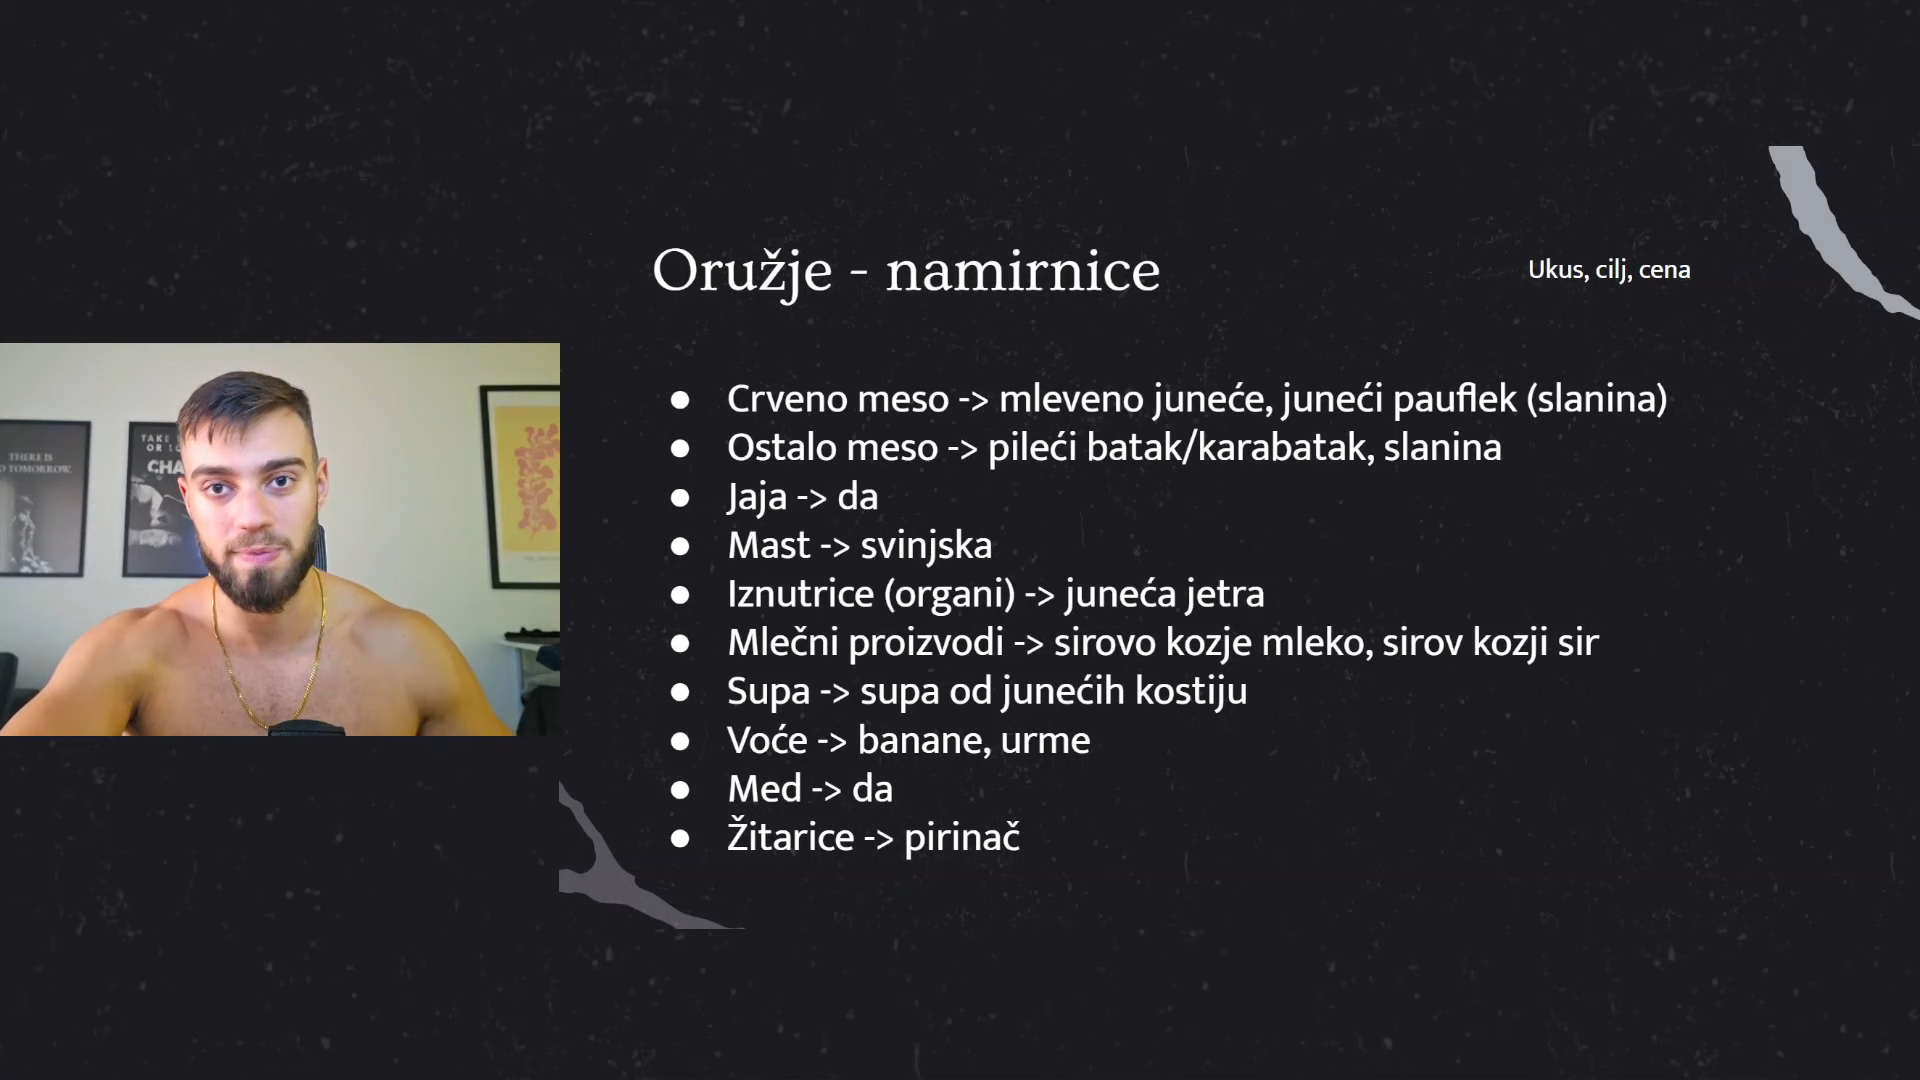 Oružje - namirnice
Ukus, cilj, cena
● Crveno meso -> mleveno juneće, juneći pauflek (slanina)
● Ostalo meso -> pileći batak/karabatak, slanina
● Jaja -> da
● Mast -> svinjska
● Iznutrice (organi) -> juneća jetra
● Mlečni proizvodi -> sirovo kozje mleko, sirov kozji sir
● Supa -> supa od junećih kostiju
● Voće -> banane, urme
● Med -> da
● Žitarice -> pirinač
THERE IS
TOMORROW.
TAKE
OR
CHA